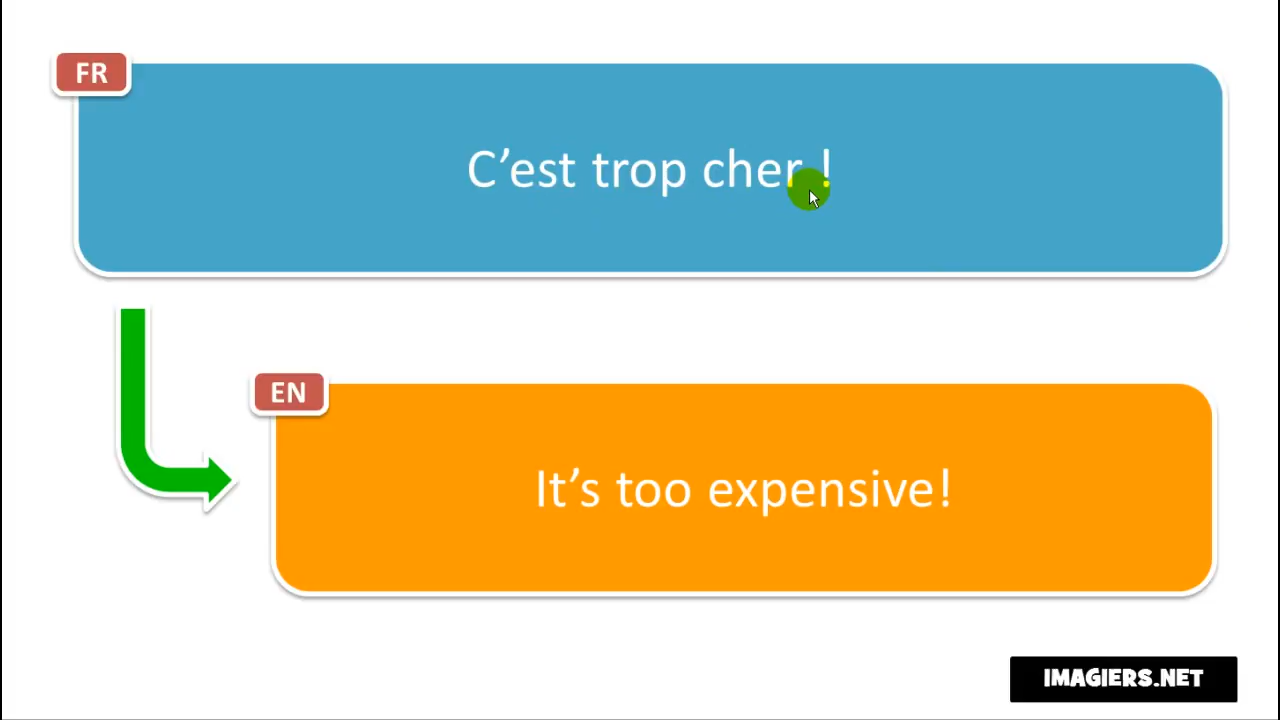 FR
C’est trop cher !
EN
It’s too expensive!
IMAGIERS.NET